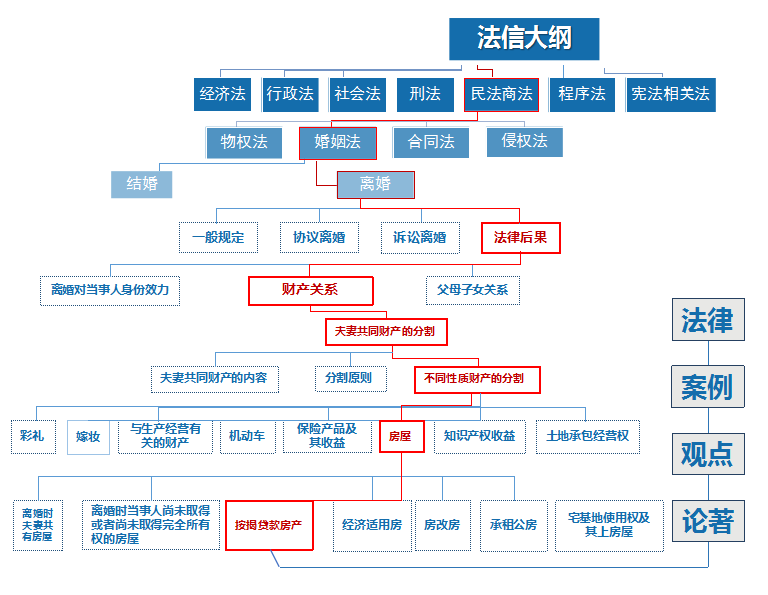 法信大纲
经济法
行政法
社会法
刑法
民法商法
程序法
宪法相关法
物权法
婚姻法
合同法
侵权法
结婚
离婚
一般规定
协议离婚
诉讼离婚
法律后果
离婚对当事人身份效力
财产关系
父母子女关系
夫妻共同财产的分割
夫妻共同财产的内容
分割原则
不同性质财产的分割
彩礼
嫁妆
与生产经营有
关的财产
机动车
保险产品及
其收益
房屋
知识产权收益
土地承包经营权
离婚时
夫妻共
有房屋
离婚时当事人尚未取得
或者尚未取得完全所有
权的房屋
按揭贷款房产
经济适用房
房改房
承租公房
宅基地使用权及
其上房屋
法律
案例
观点
论著